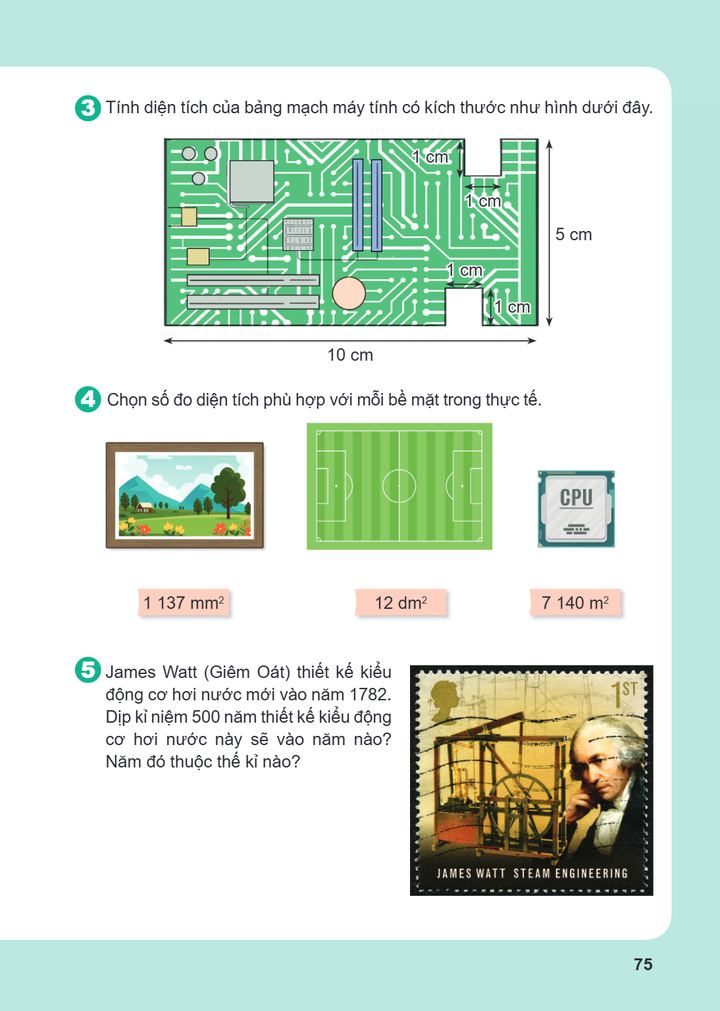 3 Tính diện tích của bảng mạch máy tính có kích thước như hình dưới đây.
1 cm
1 cm
5 cm
1 cm
1 cm
10 cm
4 Chọn số đo diện tích phù hợp với mỗi bề mặt trong thực tế.
CPU
1 137 mm²
12 dm²
7 140 m²
5 James Watt (Giêm Oát) thiết kế kiểu
động cơ hơi nước mới vào năm 1782.
Dịp kỉ niệm 500 năm thiết kế kiểu động
cơ hơi nước này sẽ vào năm nào?
Năm đó thuộc thế kỉ nào?
1ST
JAMES WATT STEAM ENGINEERING
75